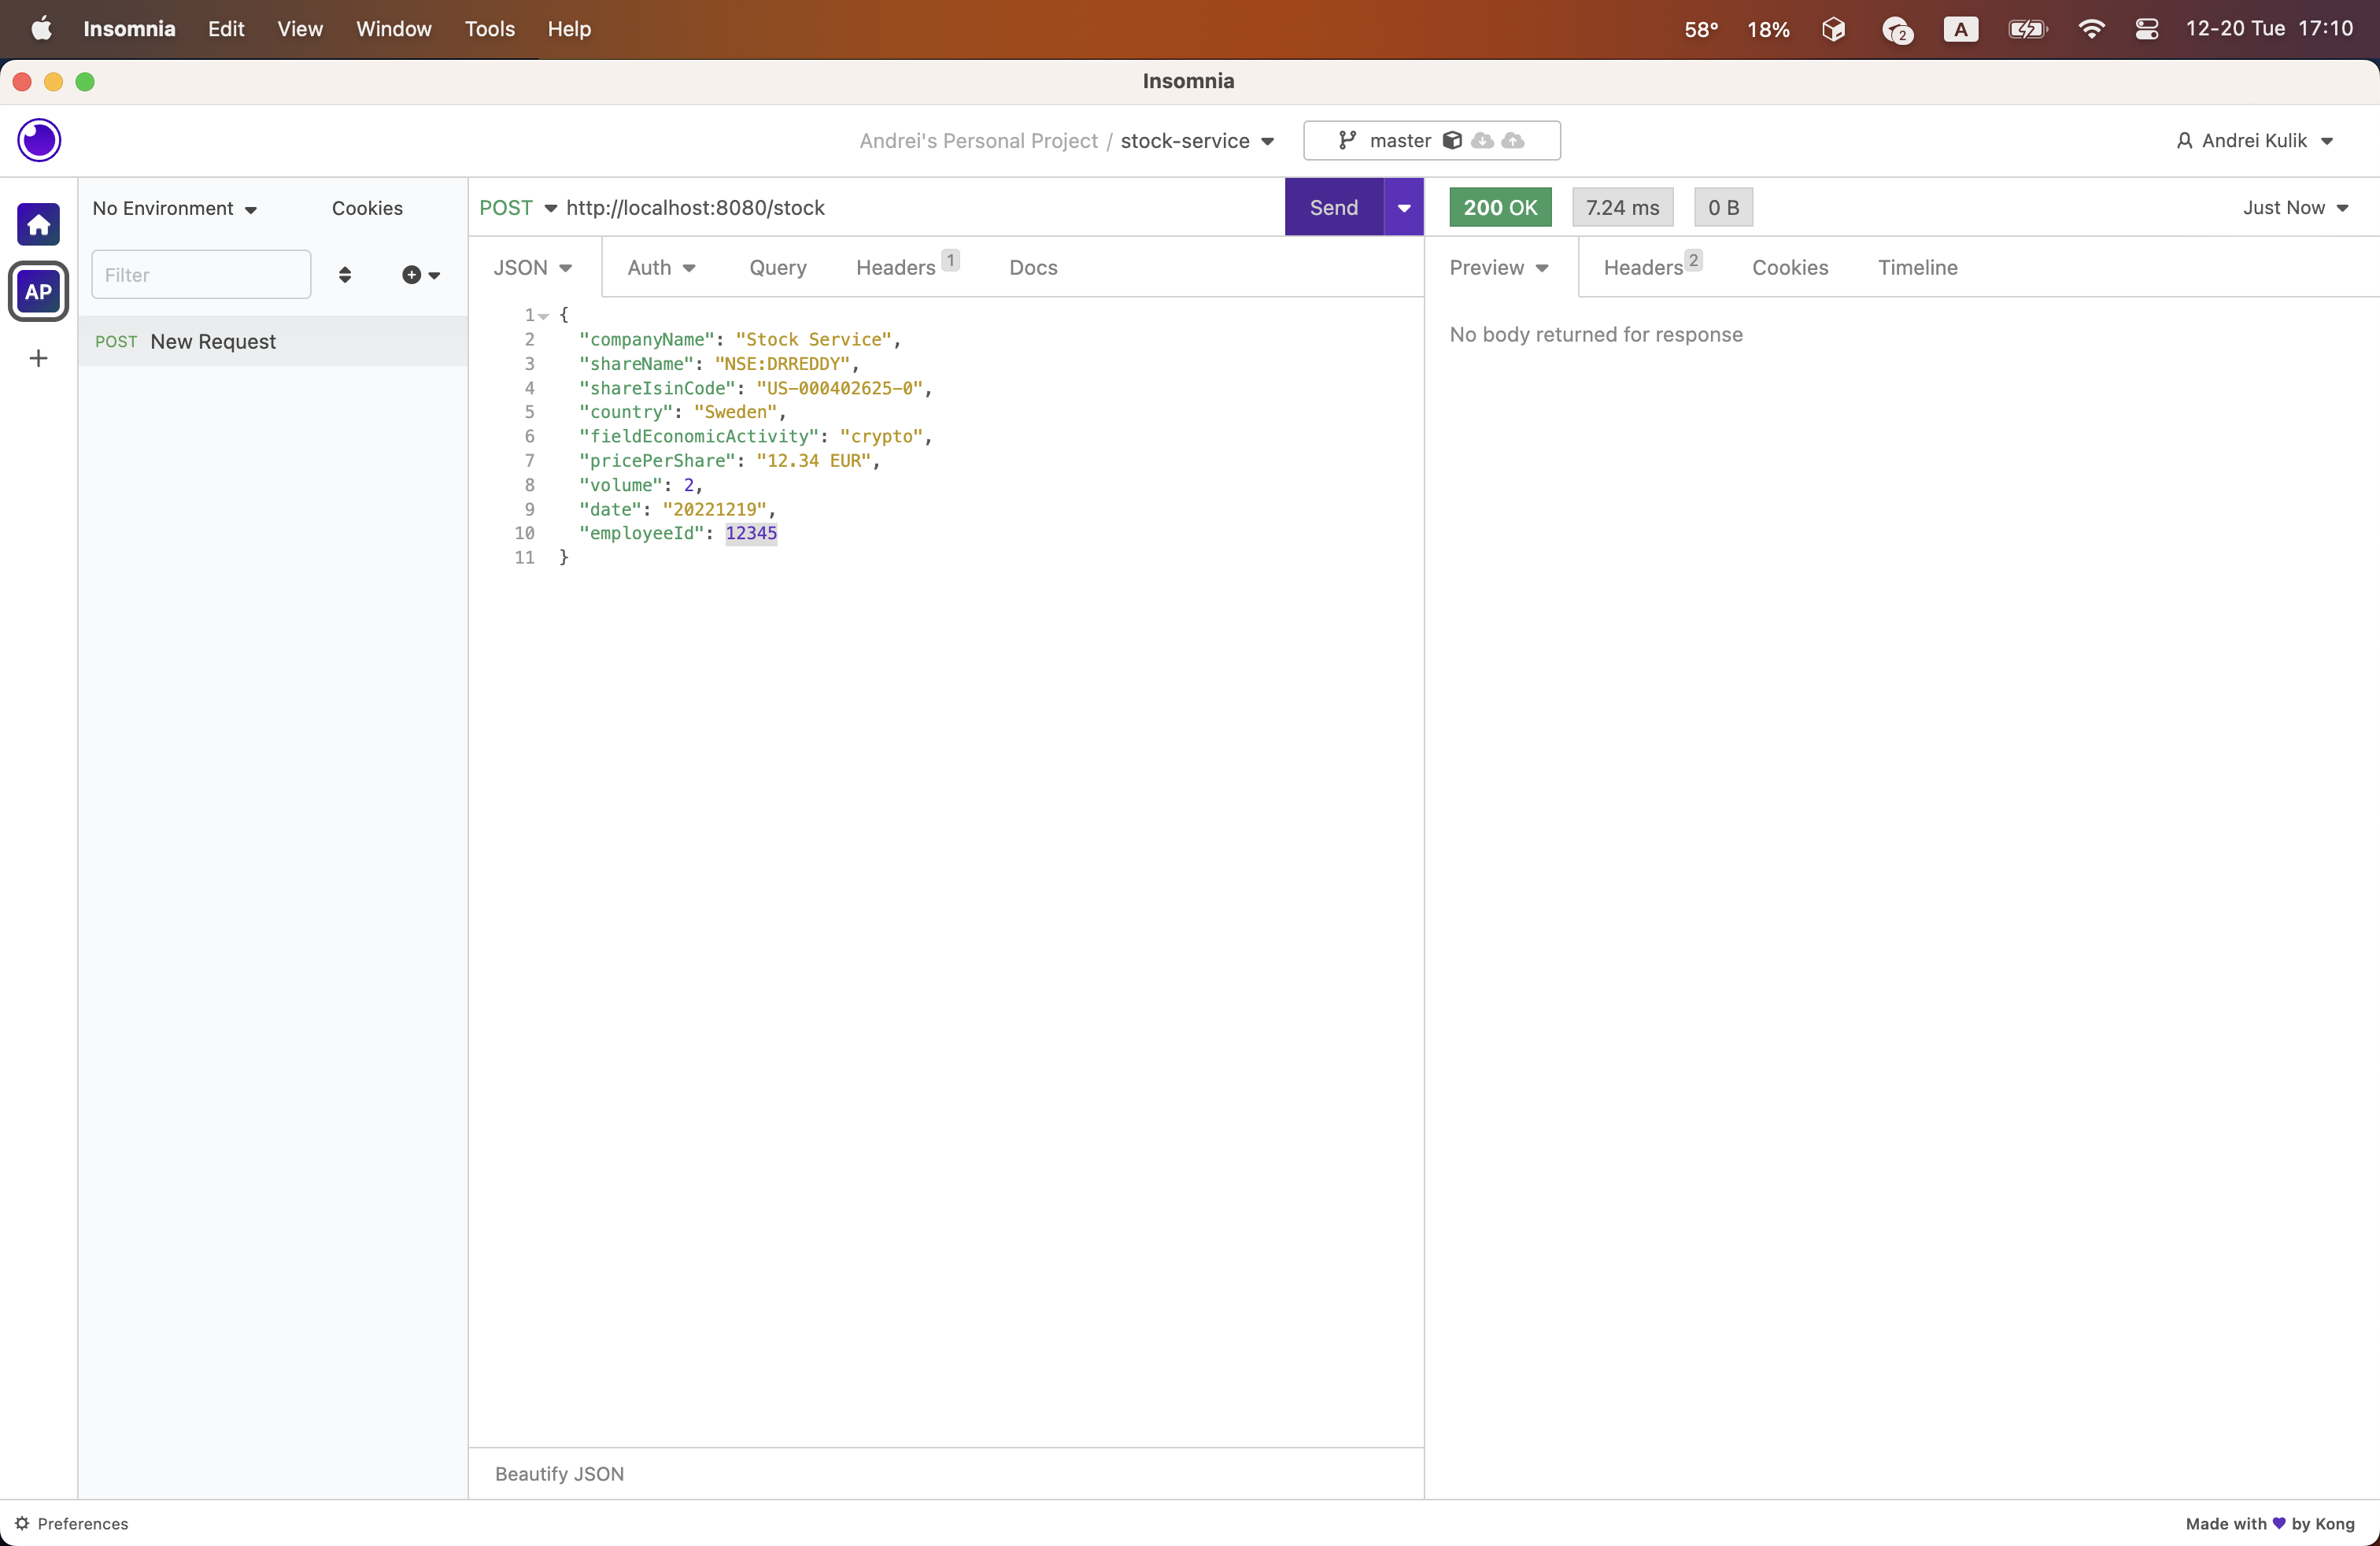 Insomnia Edit View Window Tools Help 58° 18% 2 A 12-20 Tue 17:10
Insomnia
Andrei's Personal Project / stock-service master Andrei Kulik
No Environment Cookies POST http://localhost:8080/stock Send 200 OK 7.24 ms 0 B Just Now
Filter JSON Auth Query Headers 1 Docs Preview Headers 2 Cookies Timeline
AP
POST New Request
No body returned for response
1 {
2 "companyName": "Stock Service",
3 "shareName": "NSE:DRREDDY",
4 "shareIsinCode": "US-000402625-0",
5 "country": "Sweden",
6 "fieldEconomicActivity": "crypto",
7 "pricePerShare": "12.34 EUR",
8 "volume": 2,
9 "date": "20221219",
10 "employeeId": 12345
11 }
Beautify JSON
Preferences Made with ♥ by Kong